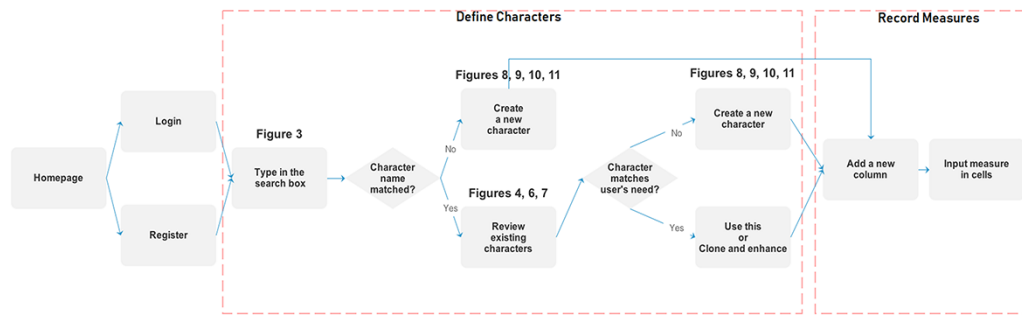 Define Characters
Record Measures
Figures 8, 9, 10, 11
Figures 8, 9, 10, 11
Login
Create
a new
character
Create a new
character
Figure 3
No
No
Homepage
Type in the
search box
Character
name
matched?
Character
matches
user's need?
Add a new
column
Input measure
in cells
Figures 4, 6, 7
Yes
Yes
Register
Review
existing
characters
Use this
or
Clone and enhance